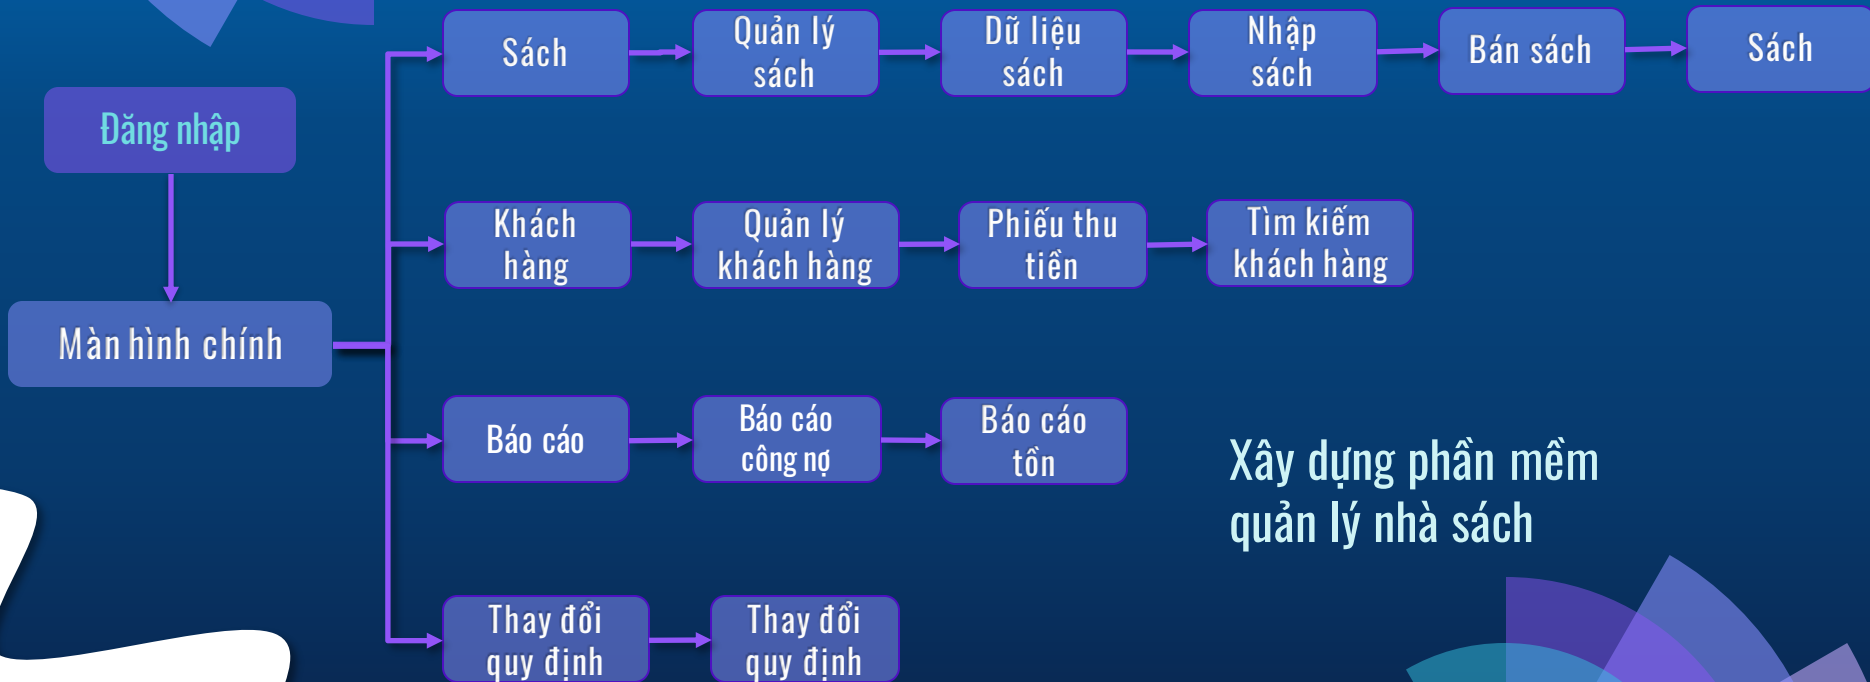 Đăng nhập
Màn hình chính
Sách
Quản lý
sách
Dữ liệu
sách
Nhập
sách
Bán sách
Sách
Khách
hàng
Quản lý
khách hàng
Phiếu thu
tiền
Tìm kiếm
khách hàng
Báo cáo
Báo cáo
công nợ
Báo cáo
tồn
Thay đổi
quy định
Thay đổi
quy định
Xây dựng phần mềm
quản lý nhà sách